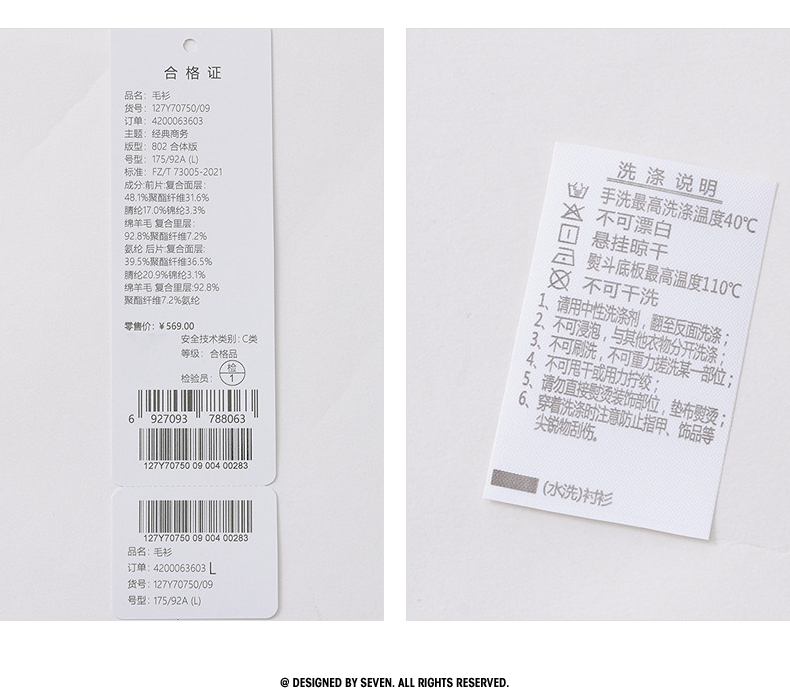 合格证
品名: 毛衫
货号: 127Y70750/09
订单: 4200063603
主题: 经典商务
版型: 802 合体版
号型: 175/92A (L)
标准: FZ/T 73005-2021
成分:前片:复合面层:
48.1%聚酯纤维31.6%
腈纶17.0%锦纶3.3%
绵羊毛 复合里层:
92.8%聚酯纤维7.2%
氨纶 后片:复合面层:
39.5%聚酯纤维36.5%
腈纶20.9%锦纶3.1%
绵羊毛 复合里层:92.8%
聚酯纤维7.2%氨纶
零售价: ¥569.00
安全技术类别: C类
等级: 合格品
检验员: 检 1
6 927093 788063
127Y70750 09 004 00283
127Y70750 09 004 00283
品名: 毛衫
订单: 4200063603 L
货号: 127Y70750/09
号型: 175/92A (L)
洗涤说明
手洗最高洗涤温度40℃
不可漂白
悬挂晾干
熨斗底板最高温度110℃
不可干洗
1、请用中性洗涤剂，翻至反面洗涤；
2、不可浸泡，与其他衣物分开洗涤；
3、不可刷洗，不可重力搓洗某一部位；
4、不可甩干或用力拧绞；
5、请勿直接熨烫装饰部位，垫布熨烫；
6、穿着洗涤时注意防止指甲、饰品等
尖锐物刮伤。
(水洗)衬衫
@ DESIGNED BY SEVEN. ALL RIGHTS RESERVED.